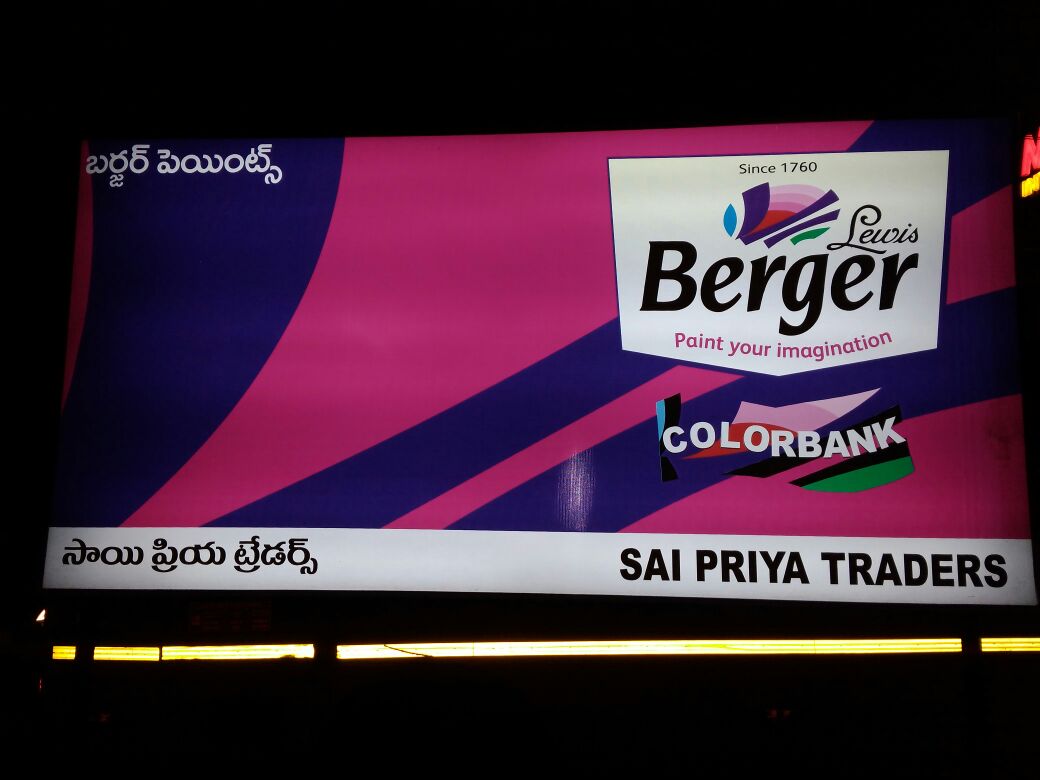 బర్జర్ పెయింట్స్
Since 1760
Lewis
Berger
Paint your imagination
COLORBANK
సాయి ప్రియ ట్రేడర్స్
SAI PRIYA TRADERS